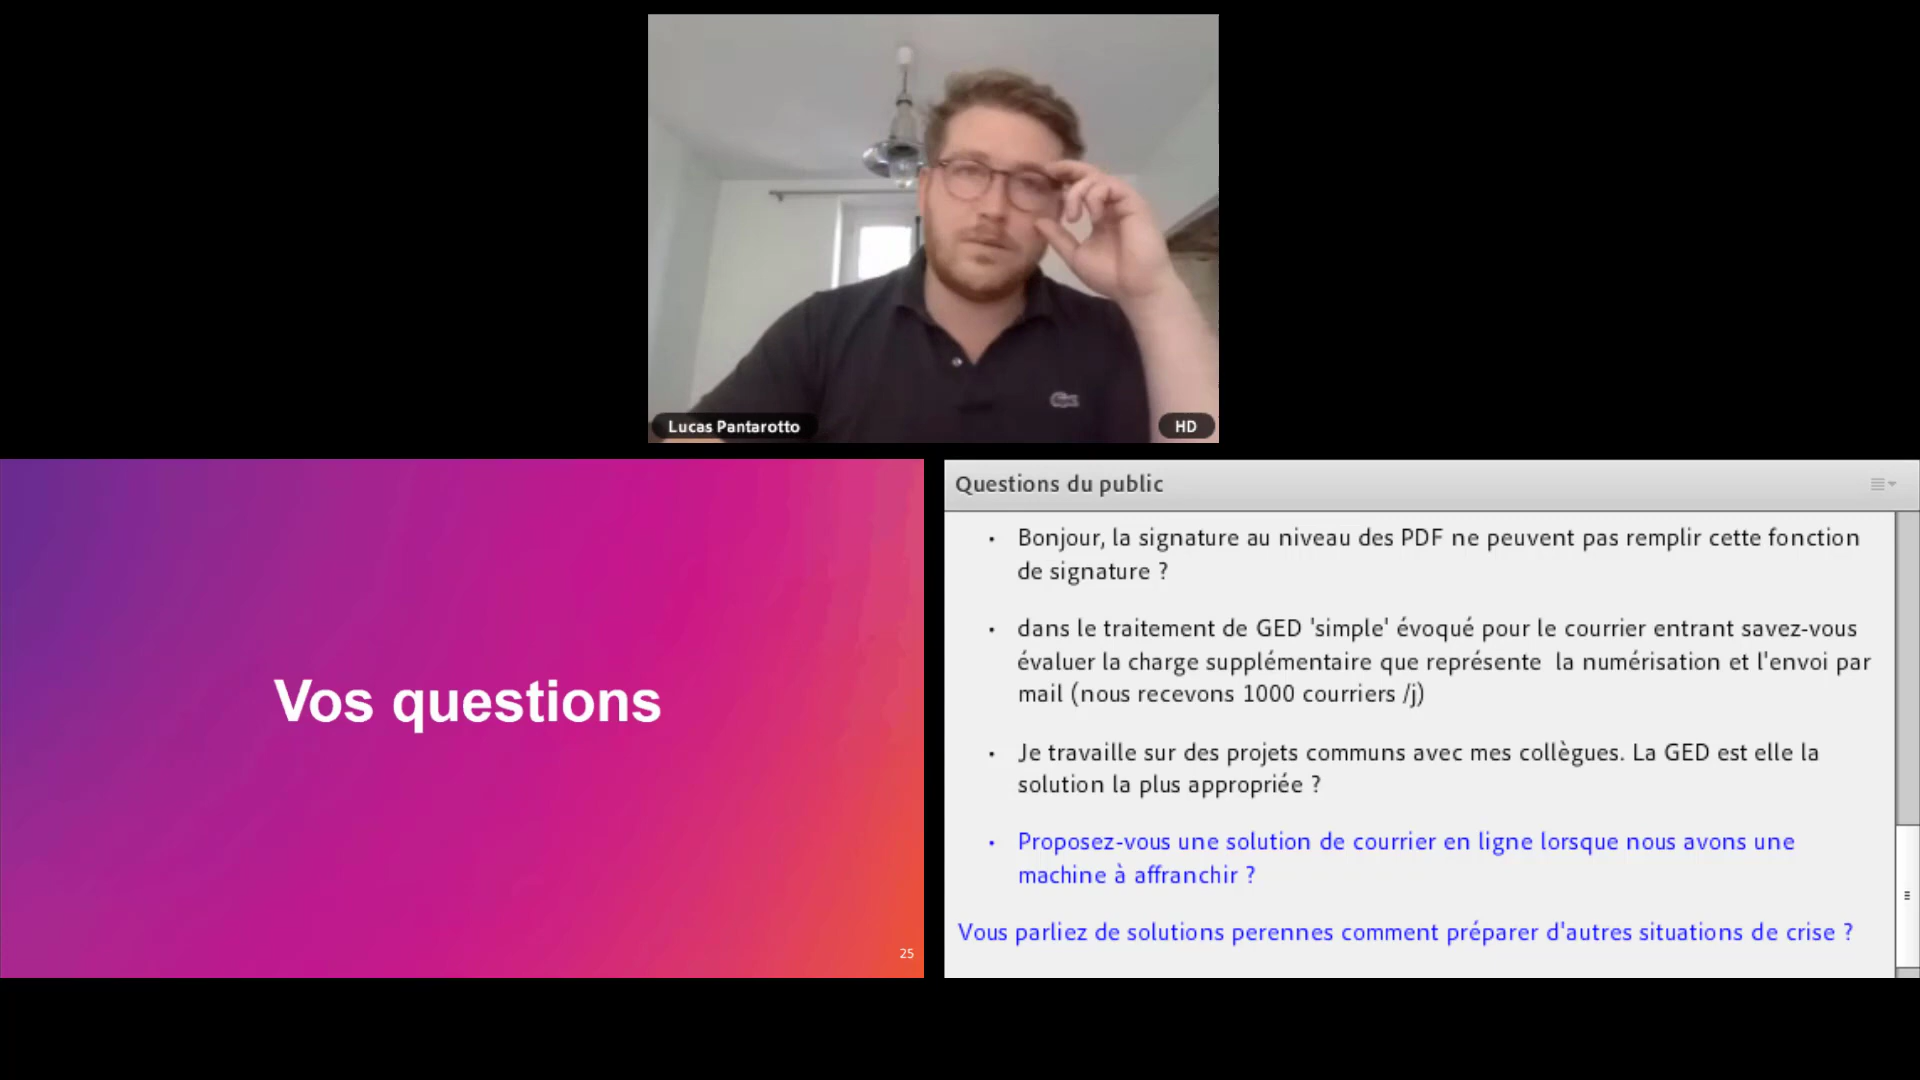 Lucas Pantarotto
HD
Vos questions
25
Questions du public
• Bonjour, la signature au niveau des PDF ne peuvent pas remplir cette fonction
de signature ?
• dans le traitement de GED 'simple' évoqué pour le courrier entrant savez-vous
évaluer la charge supplémentaire que représente  la numérisation et l'envoi par
mail (nous recevons 1000 courriers /j)
• Je travaille sur des projets communs avec mes collègues. La GED est elle la
solution la plus appropriée ?
• Proposez-vous une solution de courrier en ligne lorsque nous avons une
machine à affranchir ?
Vous parliez de solutions perennes comment préparer d'autres situations de crise ?